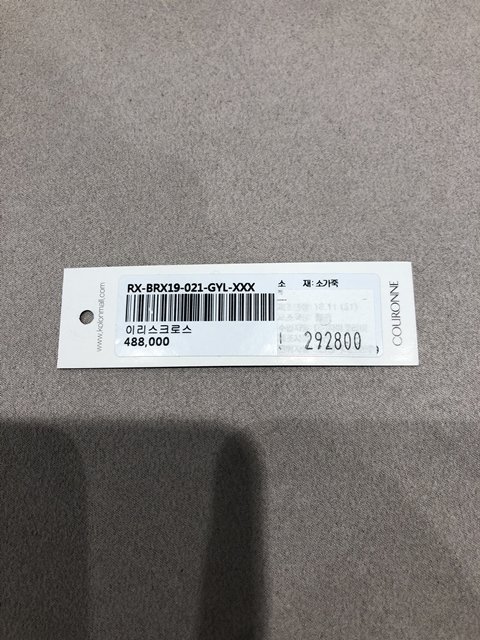 www.kolonmall.com
RX-BRX19-021-GYL-XXX
이리스크로스
488,000
소 재: 소가죽
292800
COURONNE